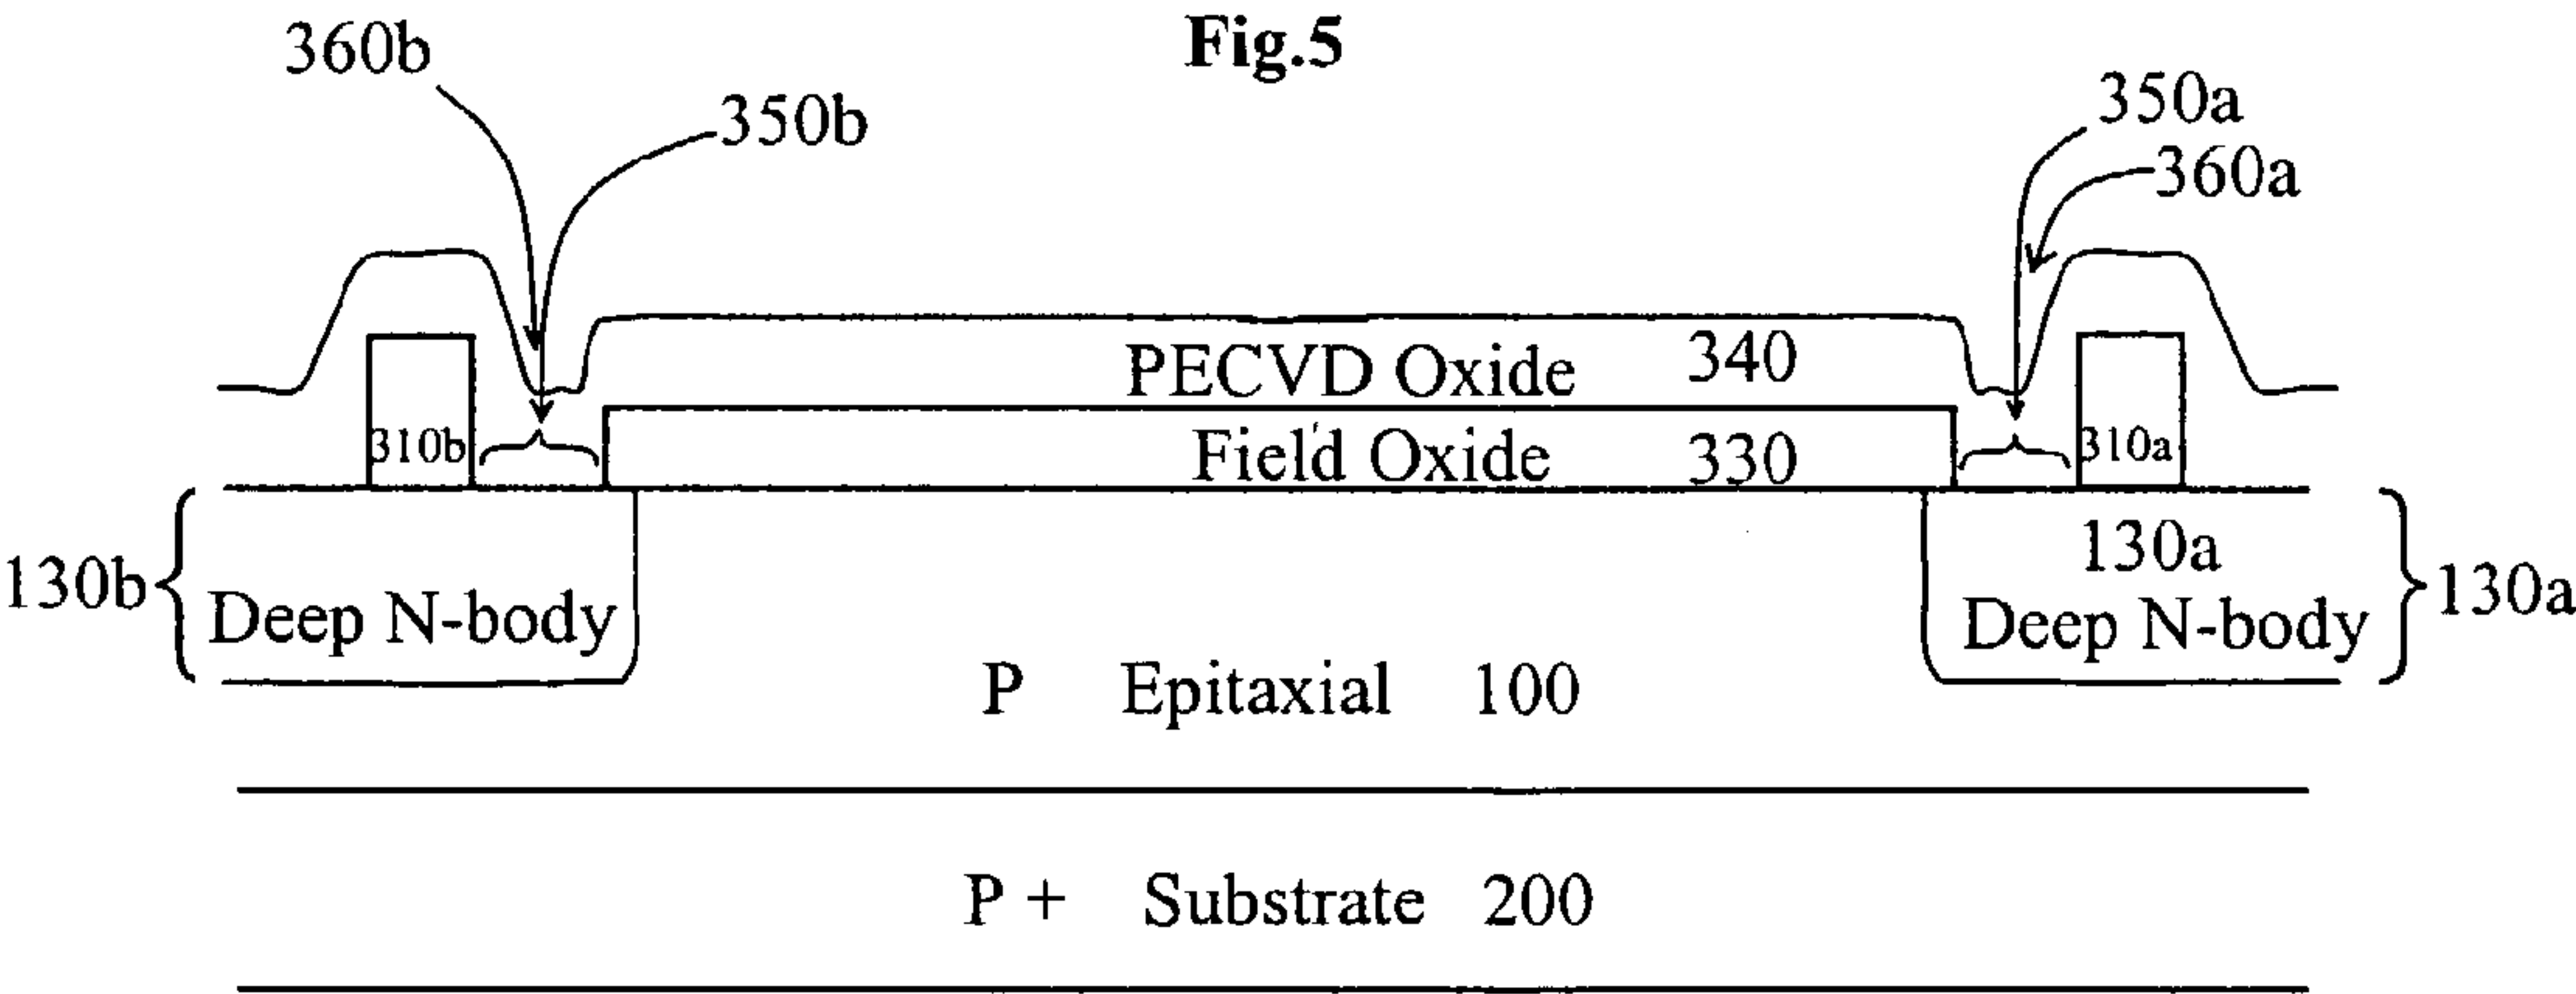 Fig.5
360b
350b
350a
360a
PECVD Oxide 340
310b
Field Oxide 330
310a
130b
Deep N-body
130a
Deep N-body
130a
P Epitaxial 100
P + Substrate 200